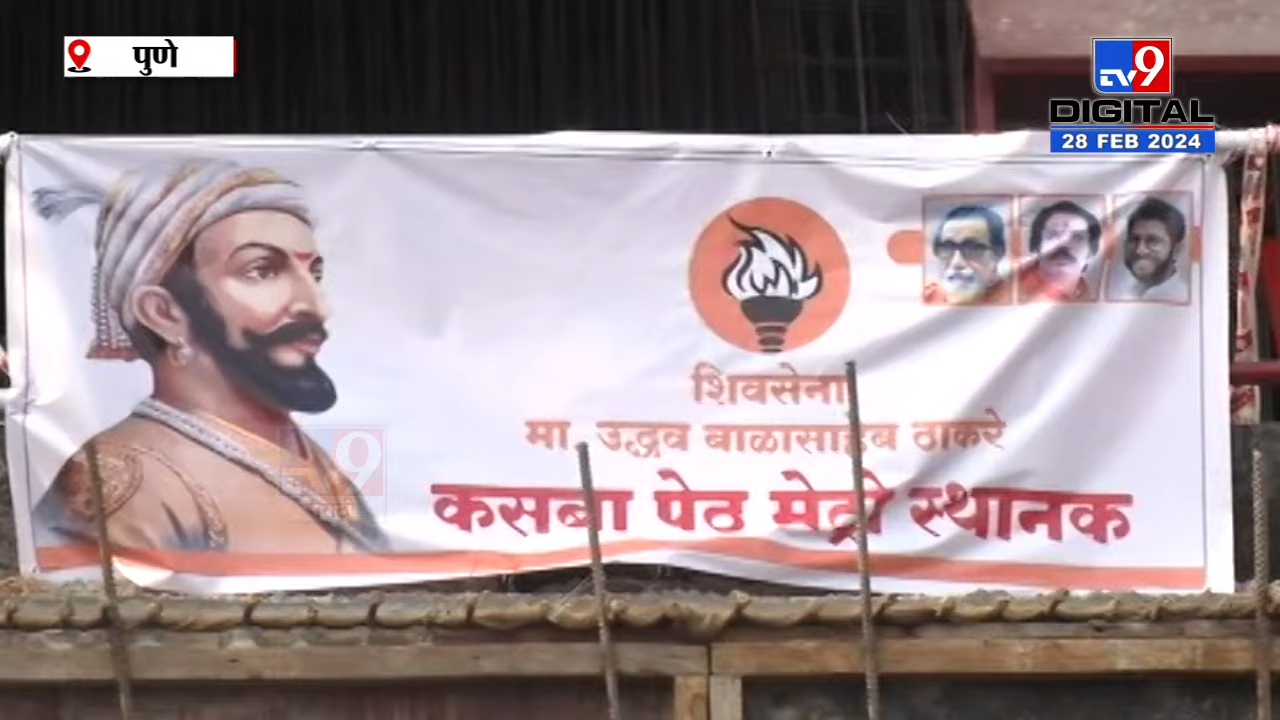 पुणे
TV9
DIGITAL
28 FEB 2024
शिवसेना
मा. उद्धव बाळासाहेब ठाकरे
कसबा पेठ मेट्रो स्थानक